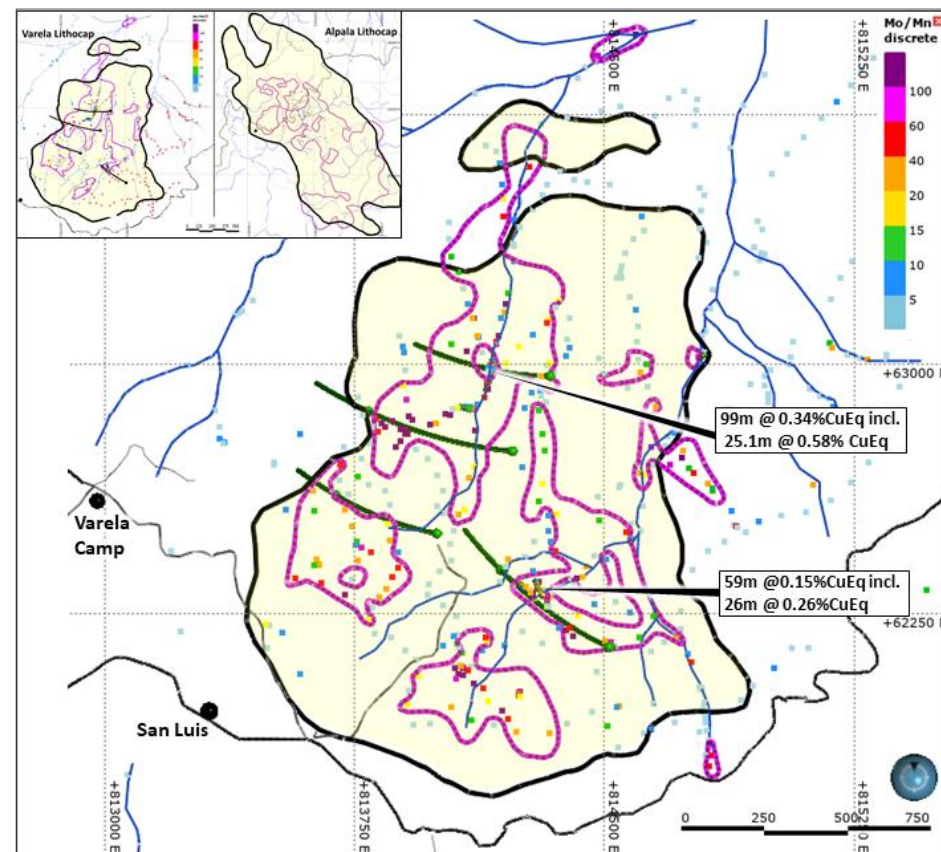 Varela Lithocap
Alpala Lithocap
Mo/Mn
discrete
100
60
40
20
15
10
5
+814500 E
+815250 E
+63000 N
99m @ 0.34%CuEq incl.
25.1m @ 0.58% CuEq
Varela
Camp
59m @0.15%CuEq incl.
26m @ 0.26%CuEq
+62250 N
San Luis
+813000 E
+813750 E
0
250
500
750